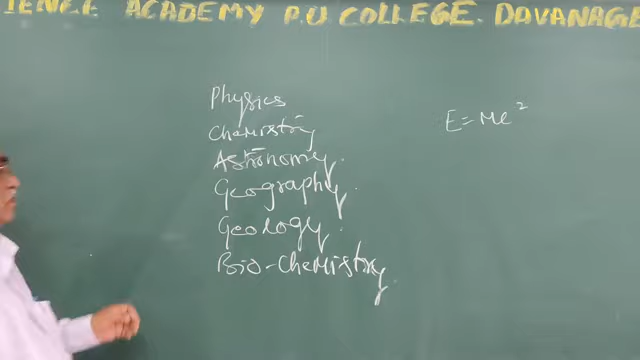 IENCE ACADEMY P.U COLLEGE. DAVANAGE
Physics
Chemistry
Astronomy.
Geography.
Geology.
Bio-Chemistry.
E=Mc²